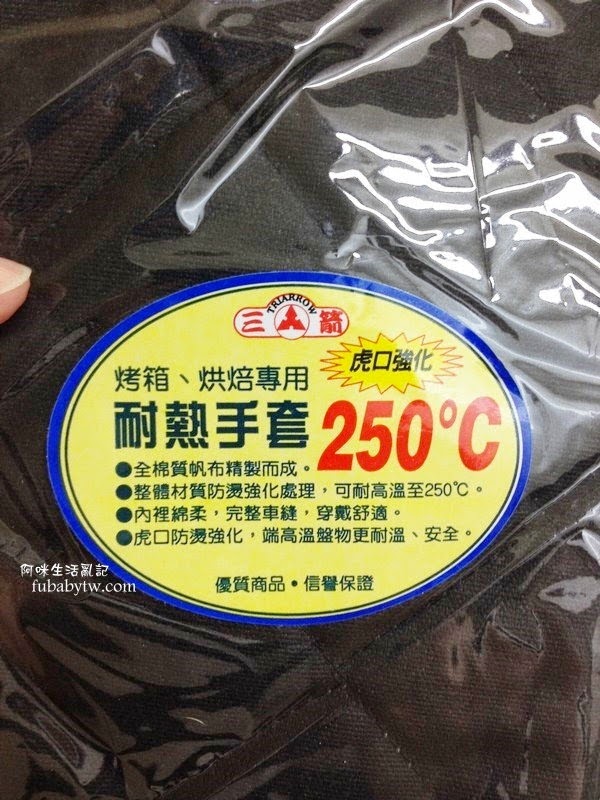 三 TRIARROW 箭
虎口強化
烤箱、烘焙專用
耐熱手套 250°C
●全棉質帆布精製而成。
●整體材質防燙強化處理，可耐高溫至250℃。
●內裡綿柔，完整車縫，穿戴舒適。
●虎口防燙強化，端高溫盤物更耐溫、安全。
優質商品•信譽保證
阿咪生活亂記
fubabytw.com